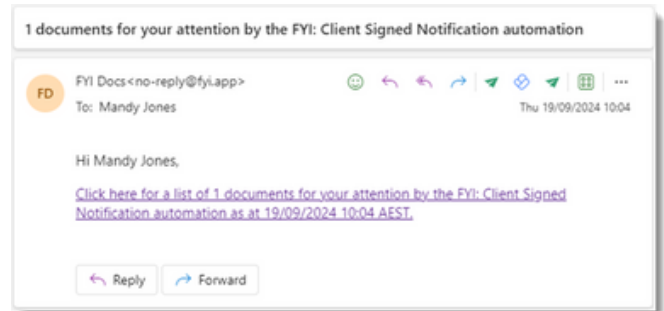 1 documents for your attention by the FYI: Client Signed Notification automation
FD
FYI Docs<no-reply@fyi.app>
To: Mandy Jones
Thu 19/09/2024 10:04
Hi Mandy Jones,
Click here for a list of 1 documents for your attention by the FYI: Client Signed
Notification automation as at 19/09/2024 10:04 AEST.
Reply
Forward